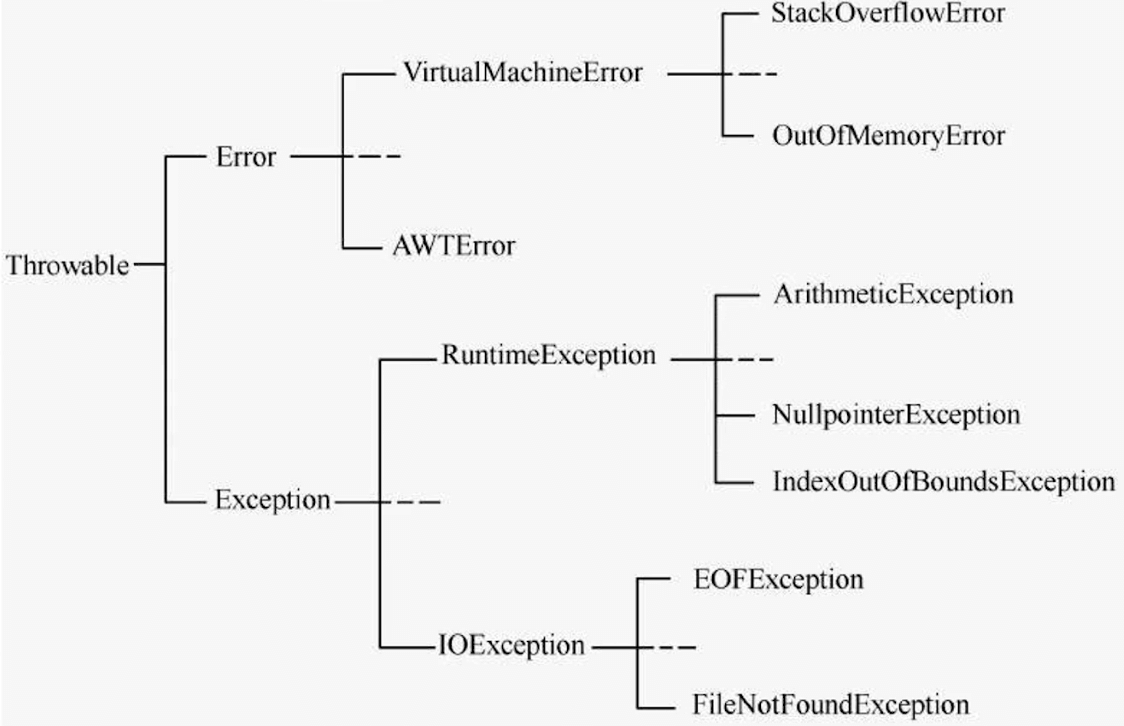 StackOverflowError
VirtualMachineError
OutOfMemoryError
Error
AWTError
Throwable
ArithmeticException
RuntimeException
NullpointerException
IndexOutOfBoundsException
Exception
EOFException
IOException
FileNotFoundException